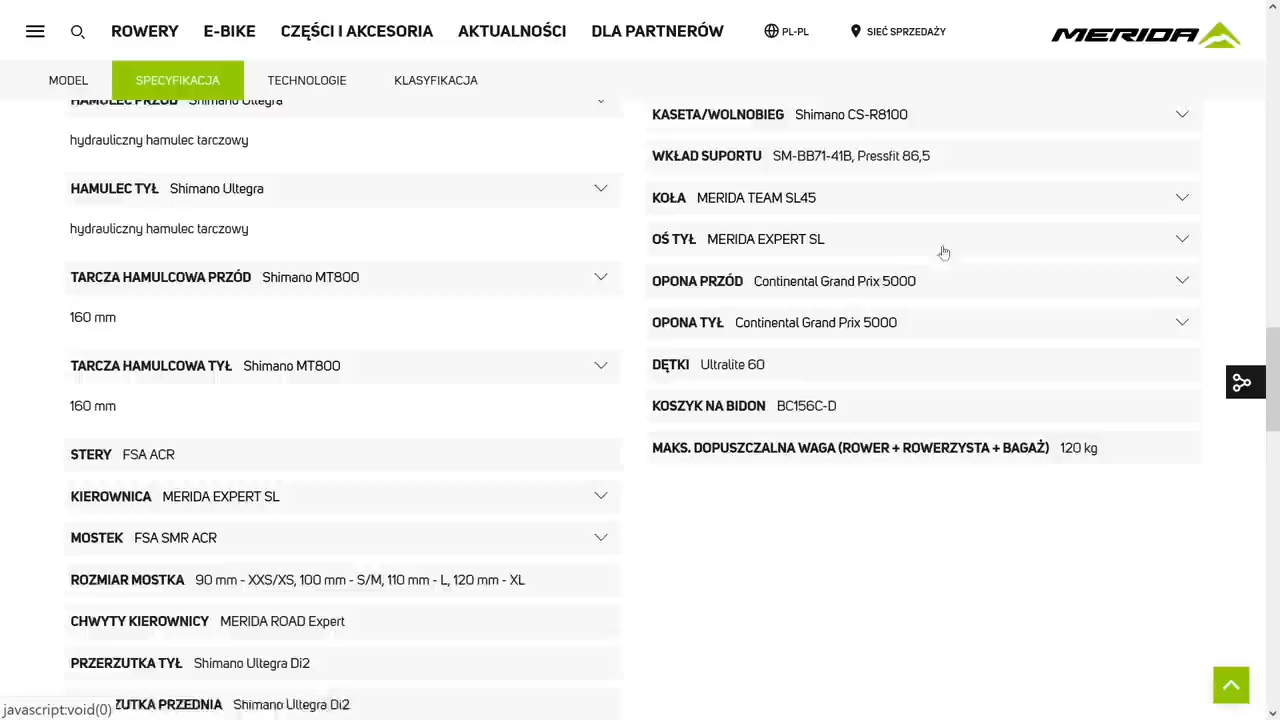 ROWERY E-BIKE CZĘŚCI I AKCESORIA AKTUALNOŚCI DLA PARTNERÓW PL-PL SIEĆ SPRZEDAŻY MERIDA
MODEL SPECYFIKACJA TECHNOLOGIE KLASYFIKACJA
HAMULEC PRZÓD Shimano Ultegra
hydrauliczny hamulec tarczowy
HAMULEC TYŁ Shimano Ultegra
hydrauliczny hamulec tarczowy
TARCZA HAMULCOWA PRZÓD Shimano MT800
160 mm
TARCZA HAMULCOWA TYŁ Shimano MT800
160 mm
STERY FSA ACR
KIEROWNICA MERIDA EXPERT SL
MOSTEK FSA SMR ACR
ROZMIAR MOSTKA 90 mm - XXS/XS, 100 mm - S/M, 110 mm - L, 120 mm - XL
CHWYTY KIEROWNICY MERIDA ROAD Expert
PRZERZUTKA TYŁ Shimano Ultegra Di2
ZUTKA PRZEDNIA Shimano Ultegra Di2
javascript:void(0)
KASETA/WOLNOBIEG Shimano CS-R8100
WKŁAD SUPORTU SM-BB71-41B, Pressfit 86,5
KOŁA MERIDA TEAM SL45
OŚ TYŁ MERIDA EXPERT SL
OPONA PRZÓD Continental Grand Prix 5000
OPONA TYŁ Continental Grand Prix 5000
DĘTKI Ultralite 60
KOSZYK NA BIDON BC156C-D
MAKS. DOPUSZCZALNA WAGA (ROWER + ROWERZYSTA + BAGAŻ) 120 kg